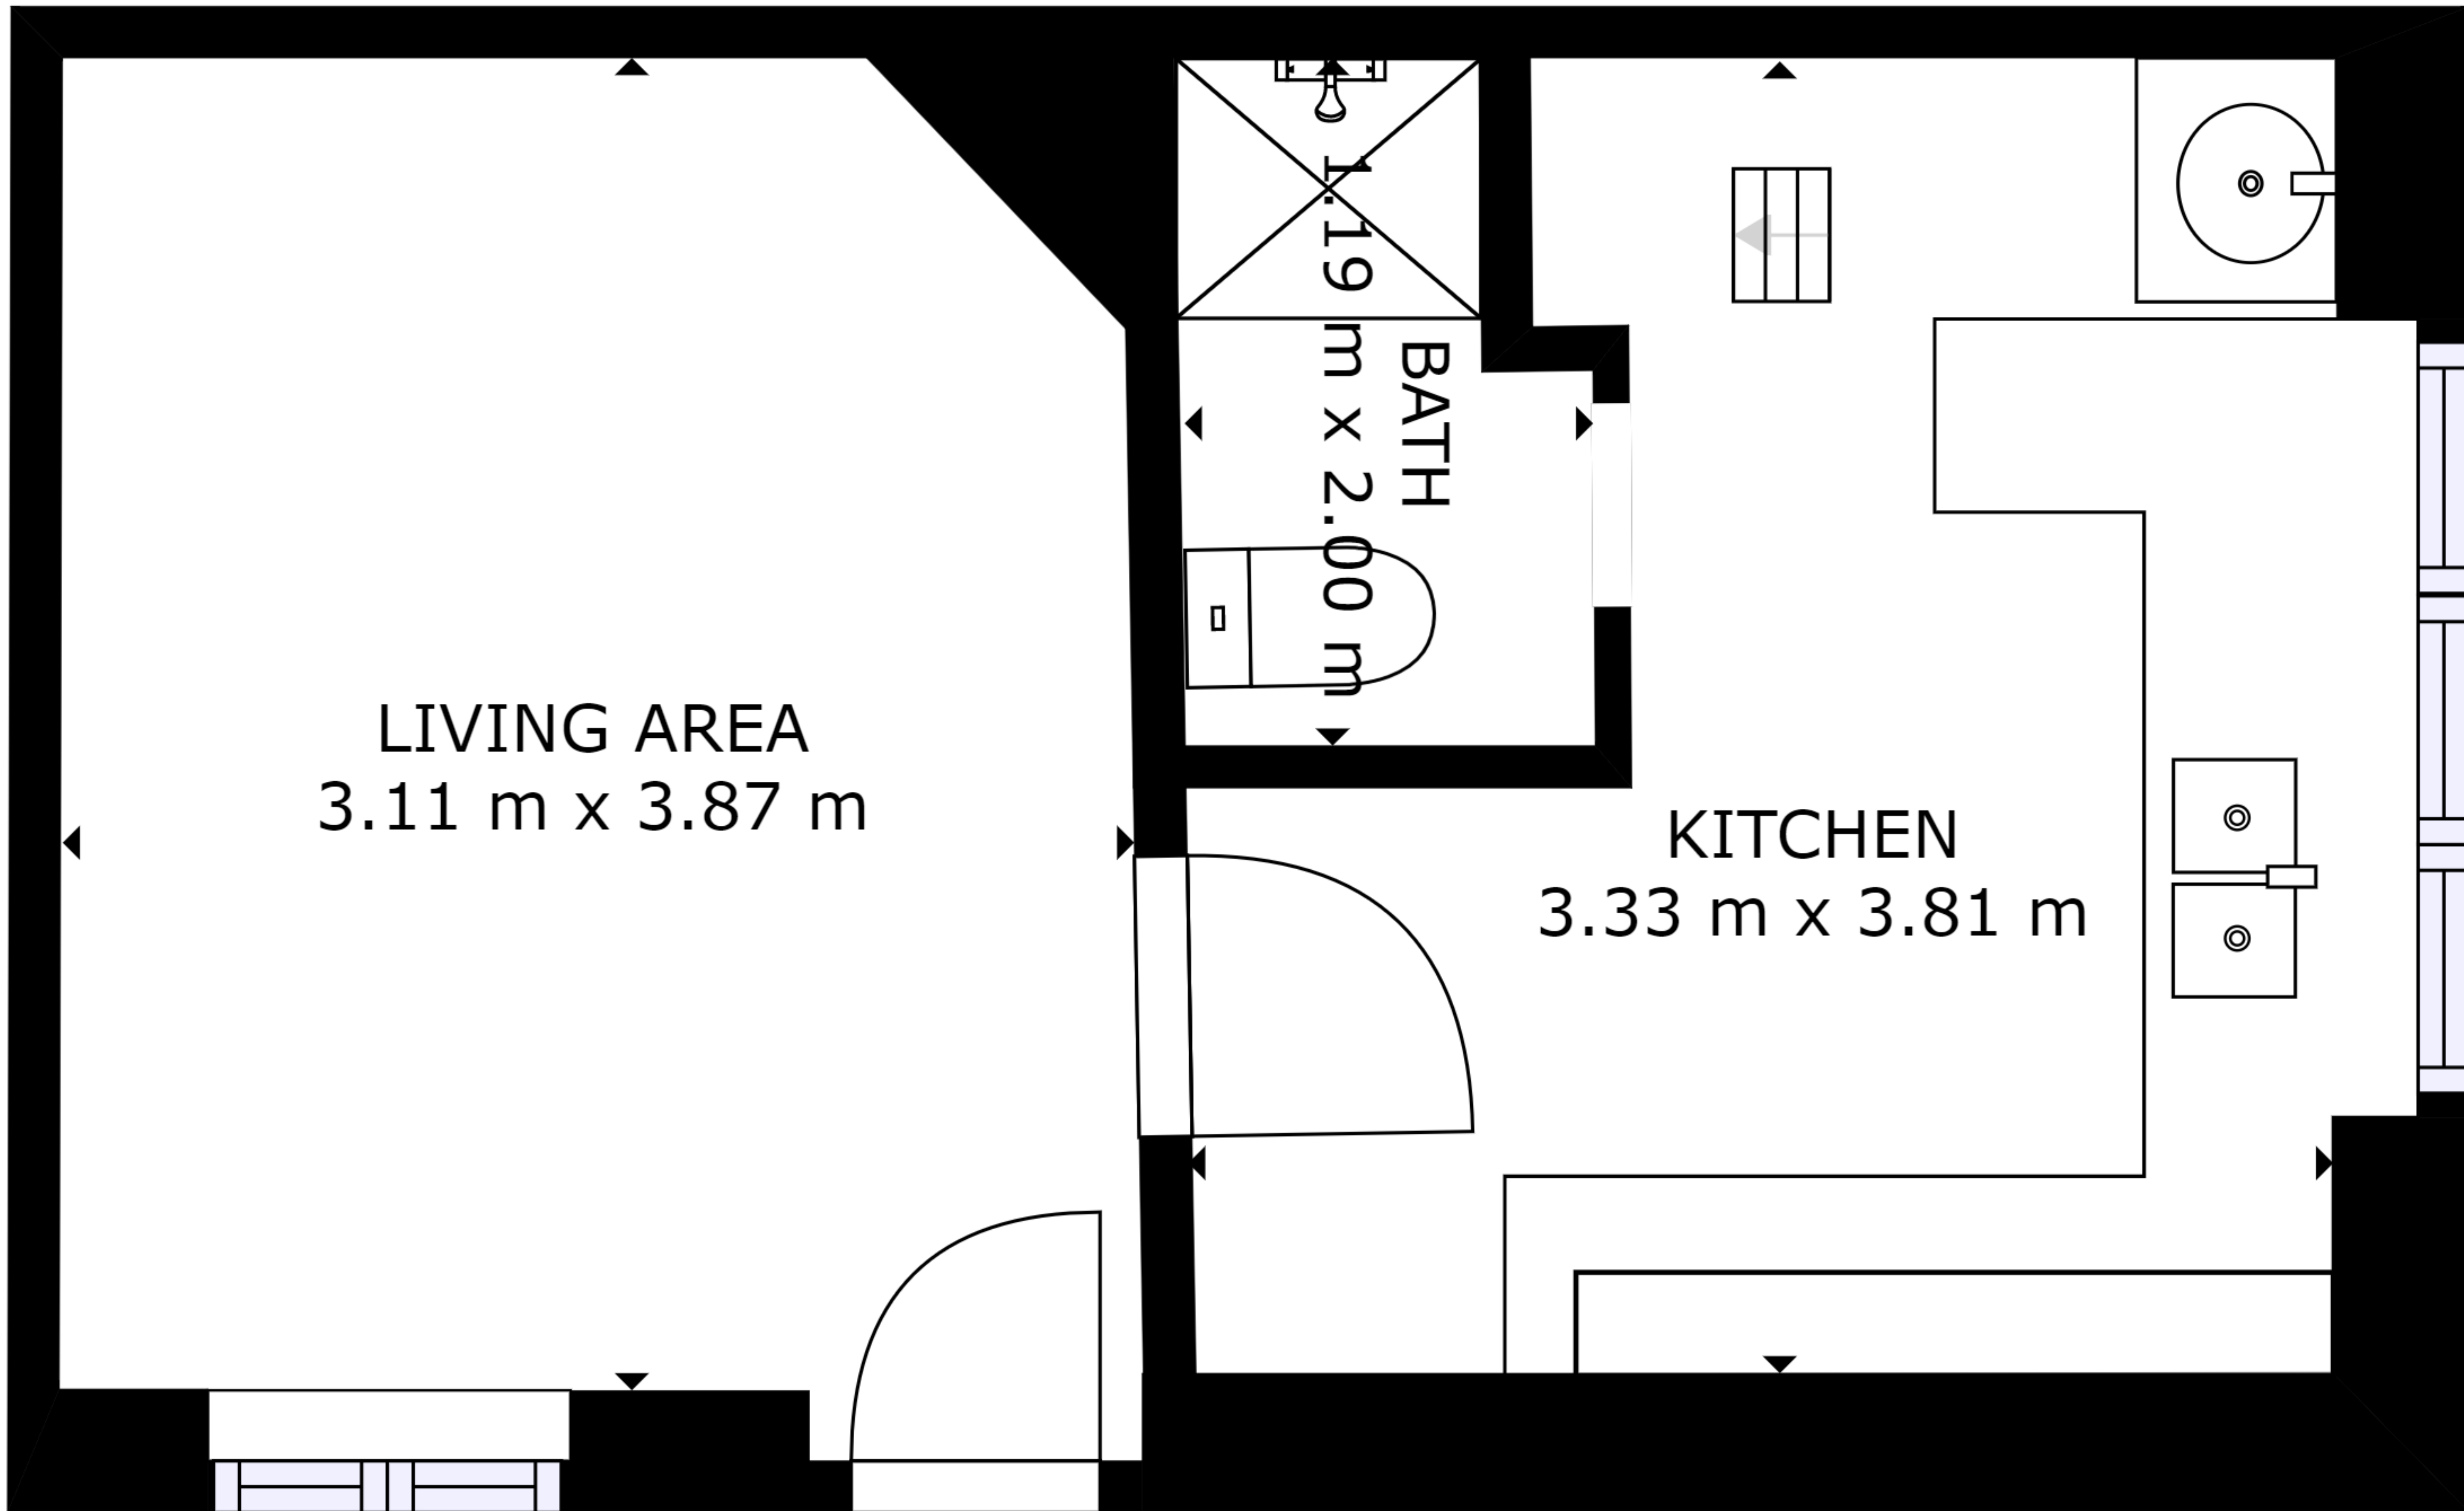 BATH
1.19 m x 2.00 m
LIVING AREA
3.11 m x 3.87 m
KITCHEN
3.33 m x 3.81 m